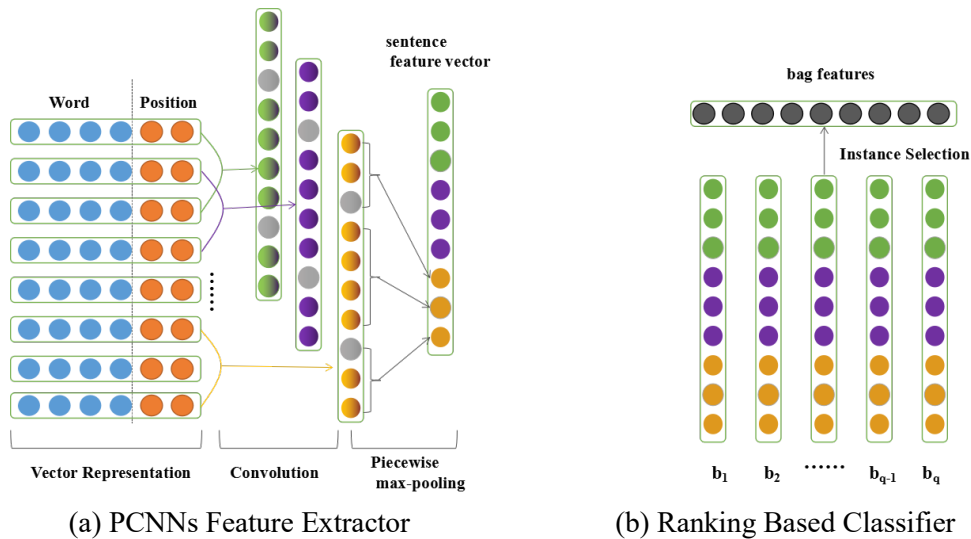 sentence
feature vector
Word
Position
Vector Representation
Convolution
Piecewise
max-pooling
(a) PCNNs Feature Extractor
bag features
Instance Selection
b1
b2
......
bq-1
bq
(b) Ranking Based Classifier